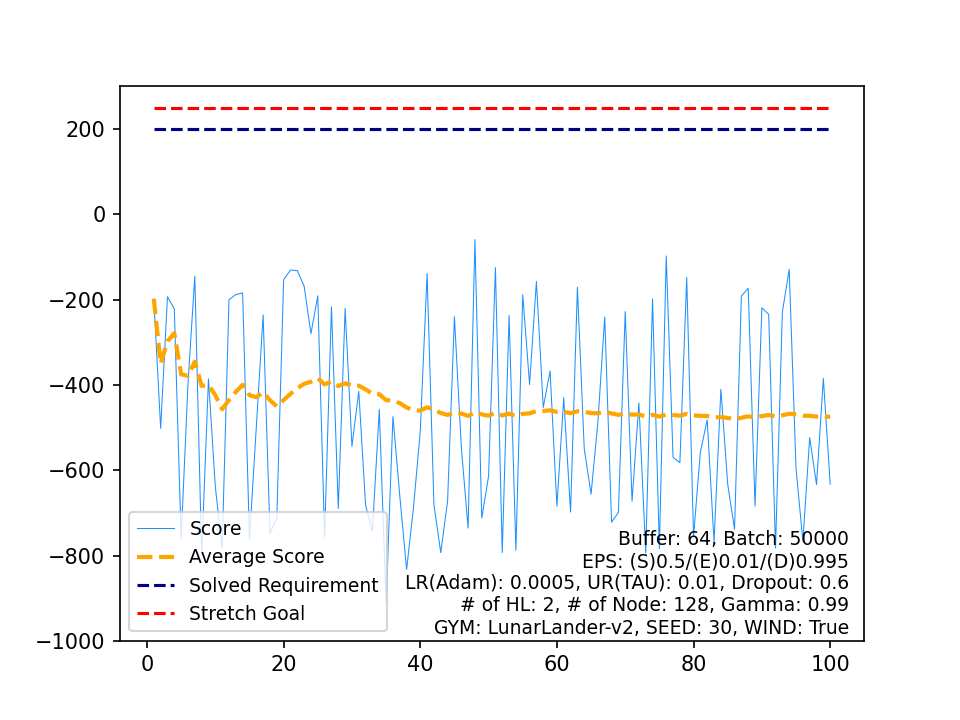 200
0
−200
−400
−600
−800
−1000
0
20
40
60
80
100
Score
Average Score
Solved Requirement
Stretch Goal
Buffer: 64, Batch: 50000
EPS: (S)0.5/(E)0.01/(D)0.995
LR(Adam): 0.0005, UR(TAU): 0.01, Dropout: 0.6
# of HL: 2, # of Node: 128, Gamma: 0.99
GYM: LunarLander-v2, SEED: 30, WIND: True